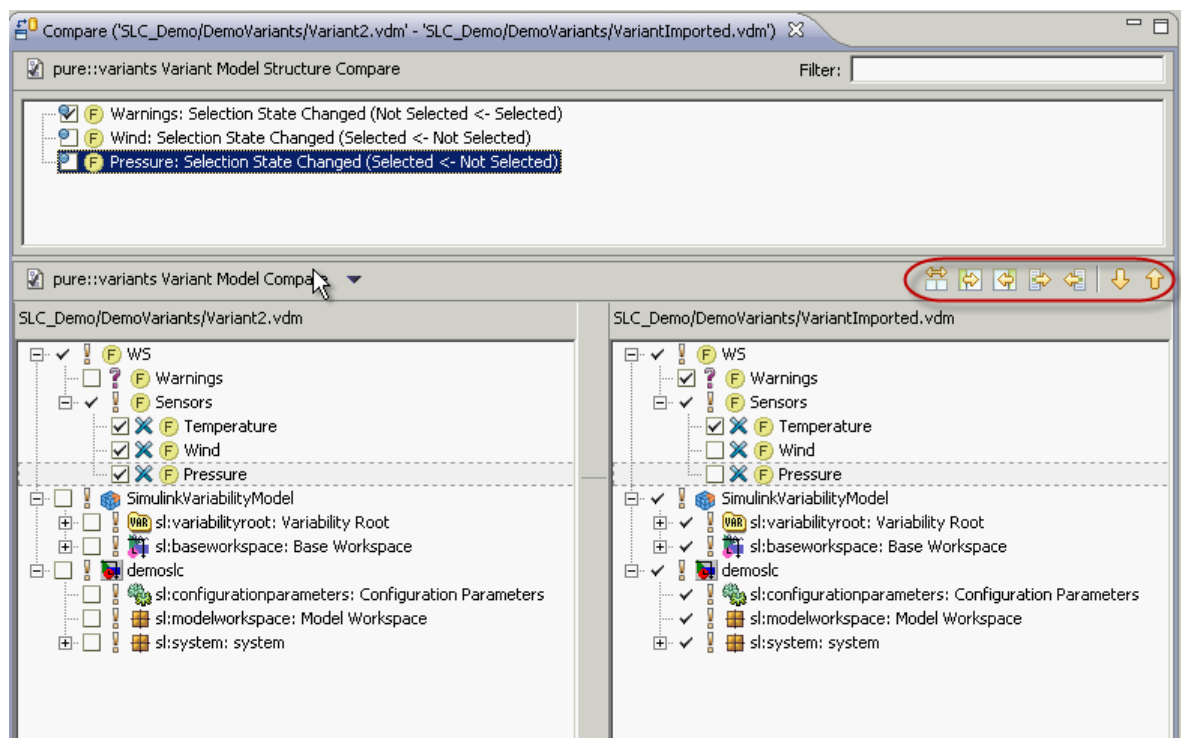 Compare ('SLC_Demo/DemoVariants/Variant2.vdm' - 'SLC_Demo/DemoVariants/VariantImported.vdm')
pure::variants Variant Model Structure Compare
Filter:
F Warnings: Selection State Changed (Not Selected <- Selected)
F Wind: Selection State Changed (Selected <- Not Selected)
F Pressure: Selection State Changed (Selected <- Not Selected)
pure::variants Variant Model Compare
SLC_Demo/DemoVariants/Variant2.vdm
F WS
? F Warnings
F Sensors
F Temperature
F Wind
F Pressure
SimulinkVariabilityModel
VAR sl:variabilityroot: Variability Root
sl:baseworkspace: Base Workspace
demoslc
sl:configurationparameters: Configuration Parameters
sl:modelworkspace: Model Workspace
sl:system: system
SLC_Demo/DemoVariants/VariantImported.vdm
F WS
? F Warnings
F Sensors
F Temperature
F Wind
F Pressure
SimulinkVariabilityModel
VAR sl:variabilityroot: Variability Root
sl:baseworkspace: Base Workspace
demoslc
sl:configurationparameters: Configuration Parameters
sl:modelworkspace: Model Workspace
sl:system: system